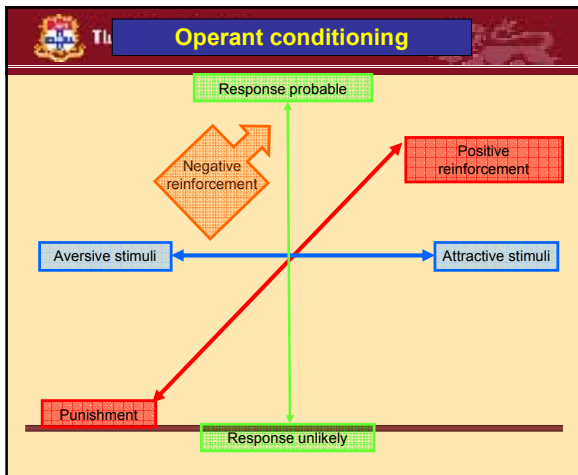 Operant conditioning
Response probable
Negative
reinforcement
Positive
reinforcement
Aversive stimuli
Attractive stimuli
Punishment
Response unlikely